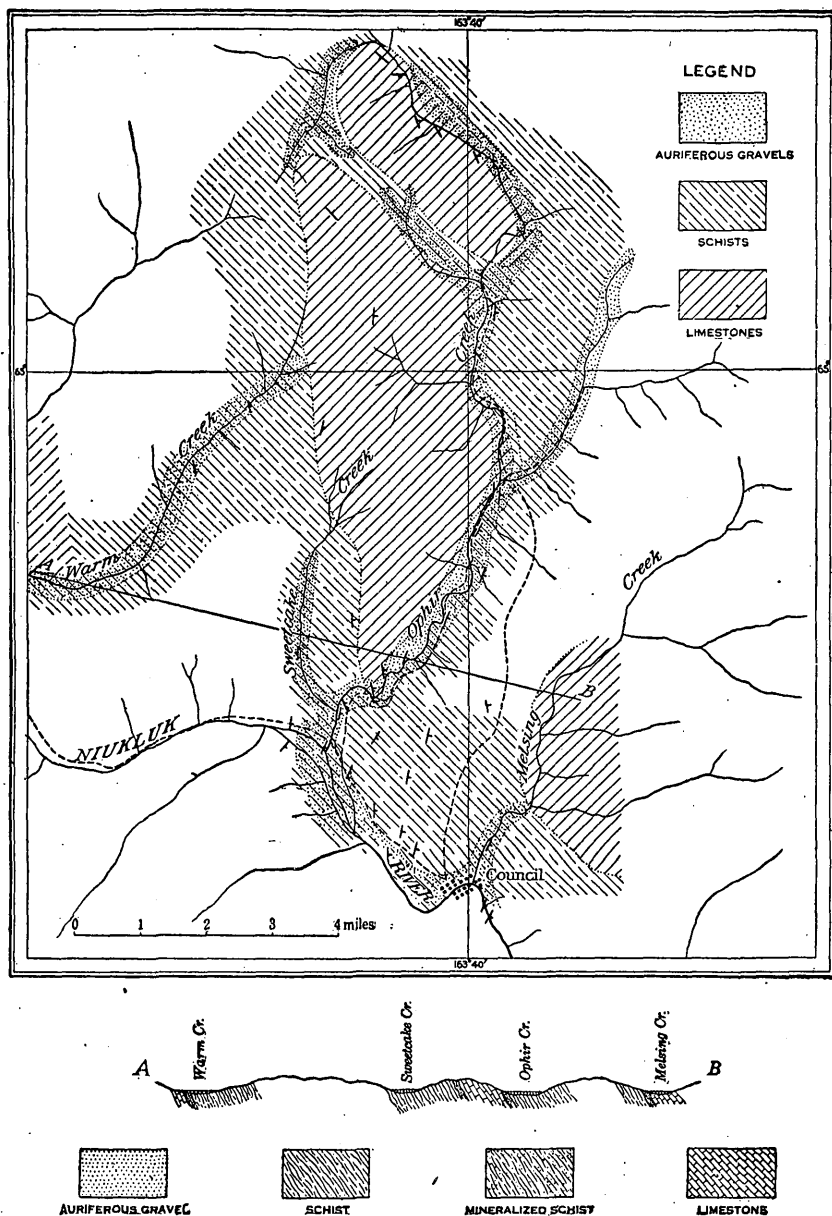 163°40'
LEGEND
AURIFEROUS GRAVELS
SCHISTS
LIMESTONES
65°
65°
Creek
Creek
Warm
A
Creek
Sweetcake
Ophir
Creek
B
Melsing
NIUKLUK
RIVER
Council
0 1 2 3 4 miles
163°40'
A
Warm Cr.
Sweetcake Cr.
Ophir Cr.
Melsing Cr.
B
AURIFEROUS GRAVEL
SCHIST
MINERALIZED SCHIST
LIMESTONE